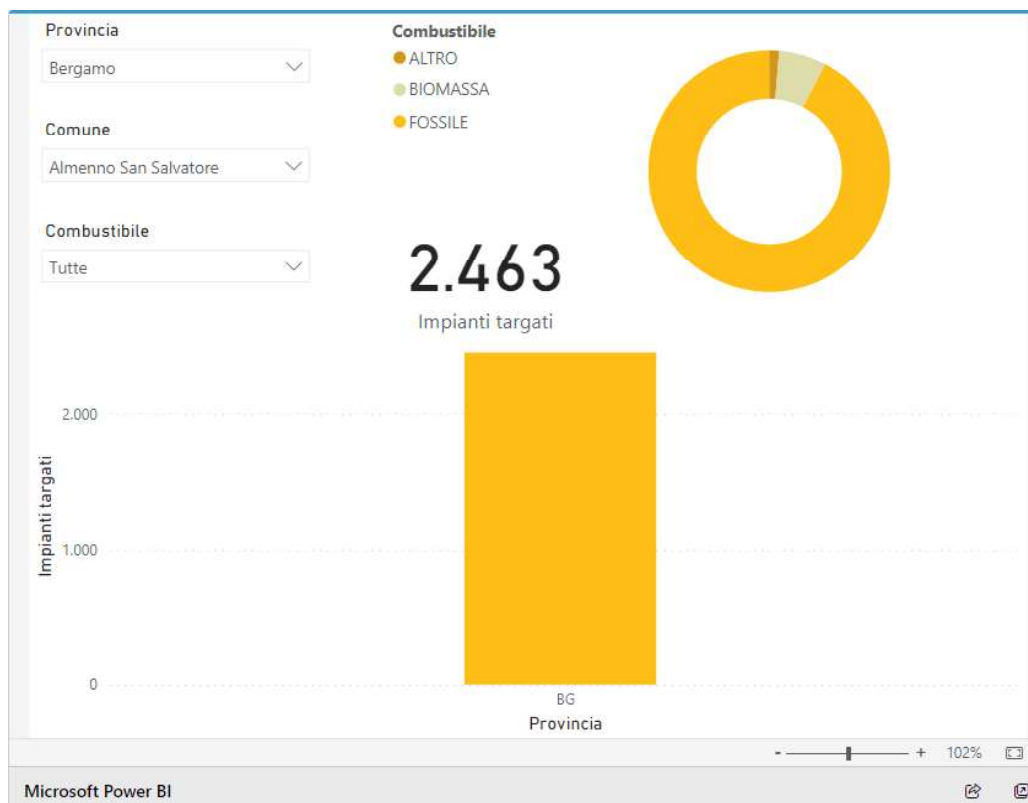 Provincia
Bergamo
Comune
Almenno San Salvatore
Combustibile
Tutte
Combustibile
ALTRO
BIOMASSA
FOSSILE
2.463
Impianti targati
Impianti targati
2.000
1.000
0
BG
Provincia
- + 102%
Microsoft Power BI